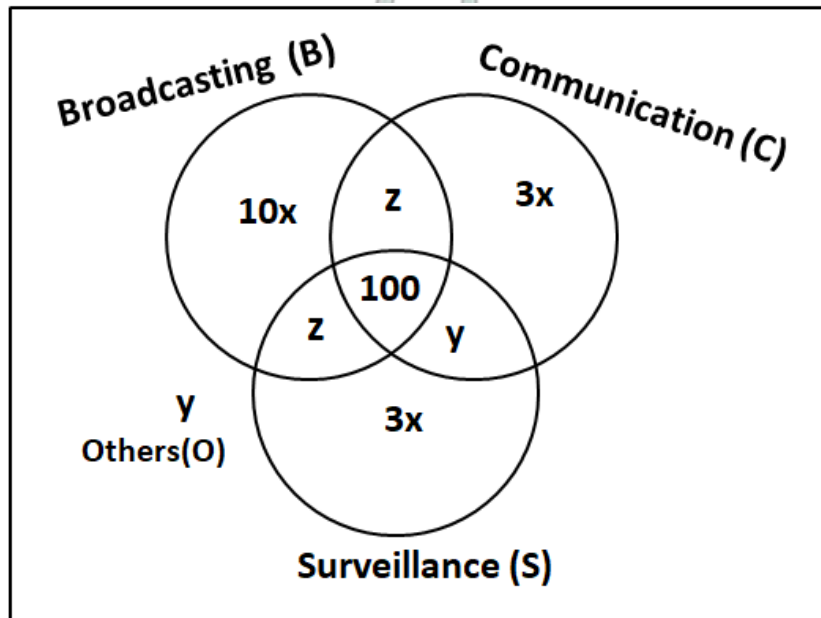 Broadcasting (B)
Communication (C)
10x
z
3x
100
z
y
y
Others(O)
3x
Surveillance (S)